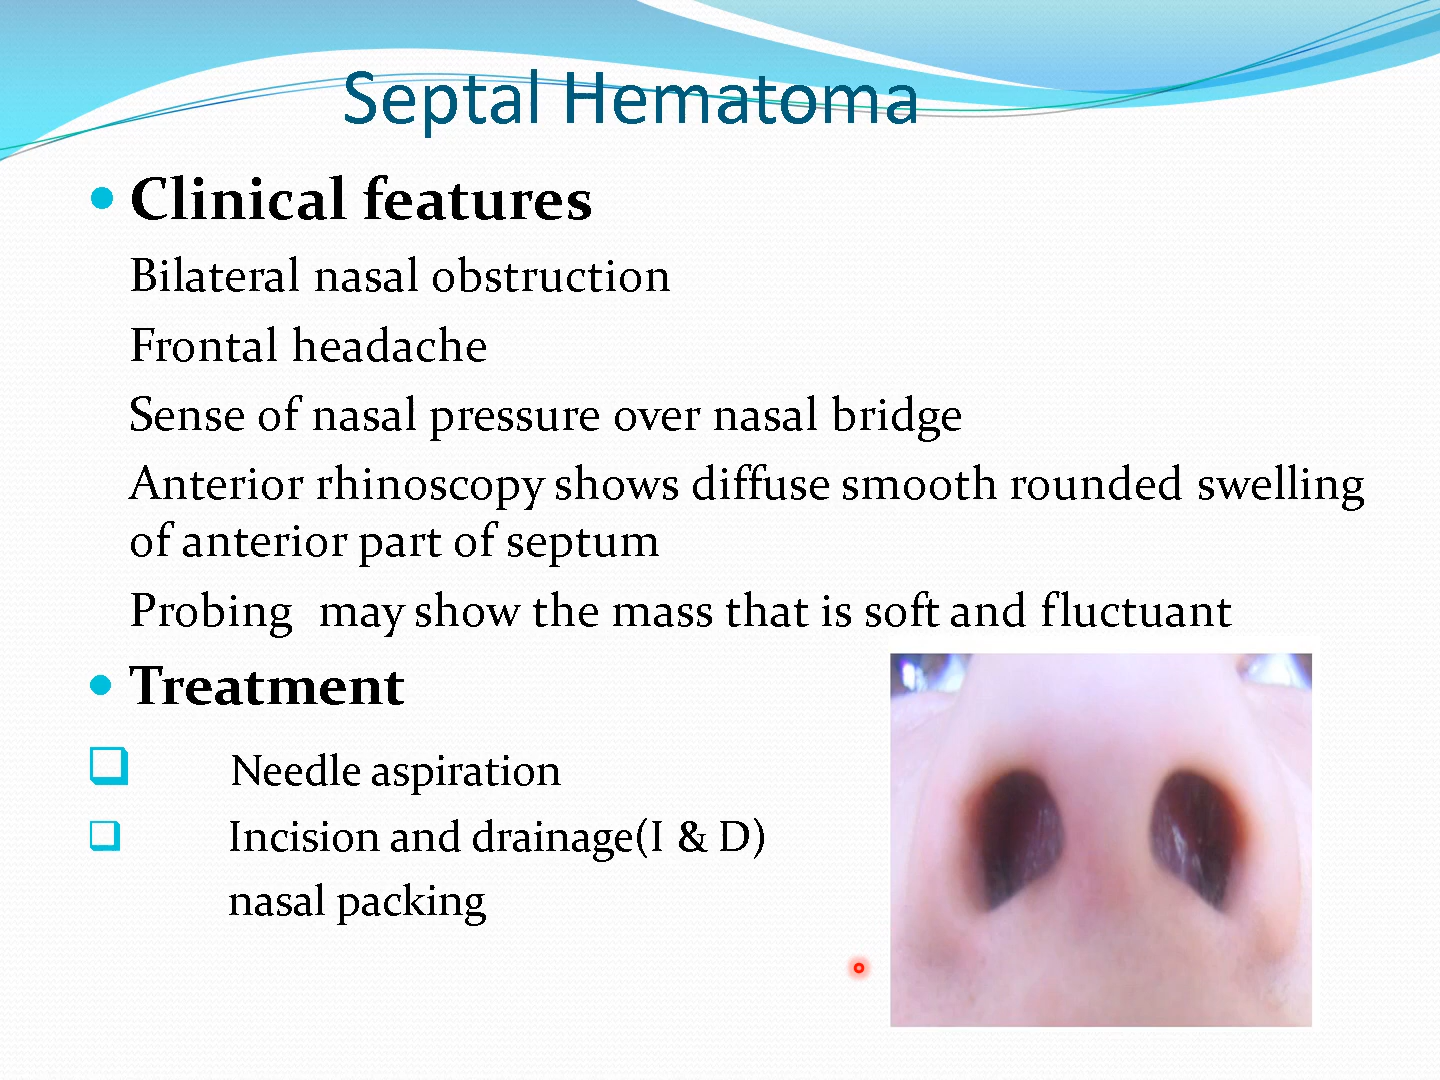 Septal Hematoma
Clinical features
Bilateral nasal obstruction
Frontal headache
Sense of nasal pressure over nasal bridge
Anterior rhinoscopy shows diffuse smooth rounded swelling
of anterior part of septum
Probing may show the mass that is soft and fluctuant
Treatment
Needle aspiration
Incision and drainage(I & D)
nasal packing